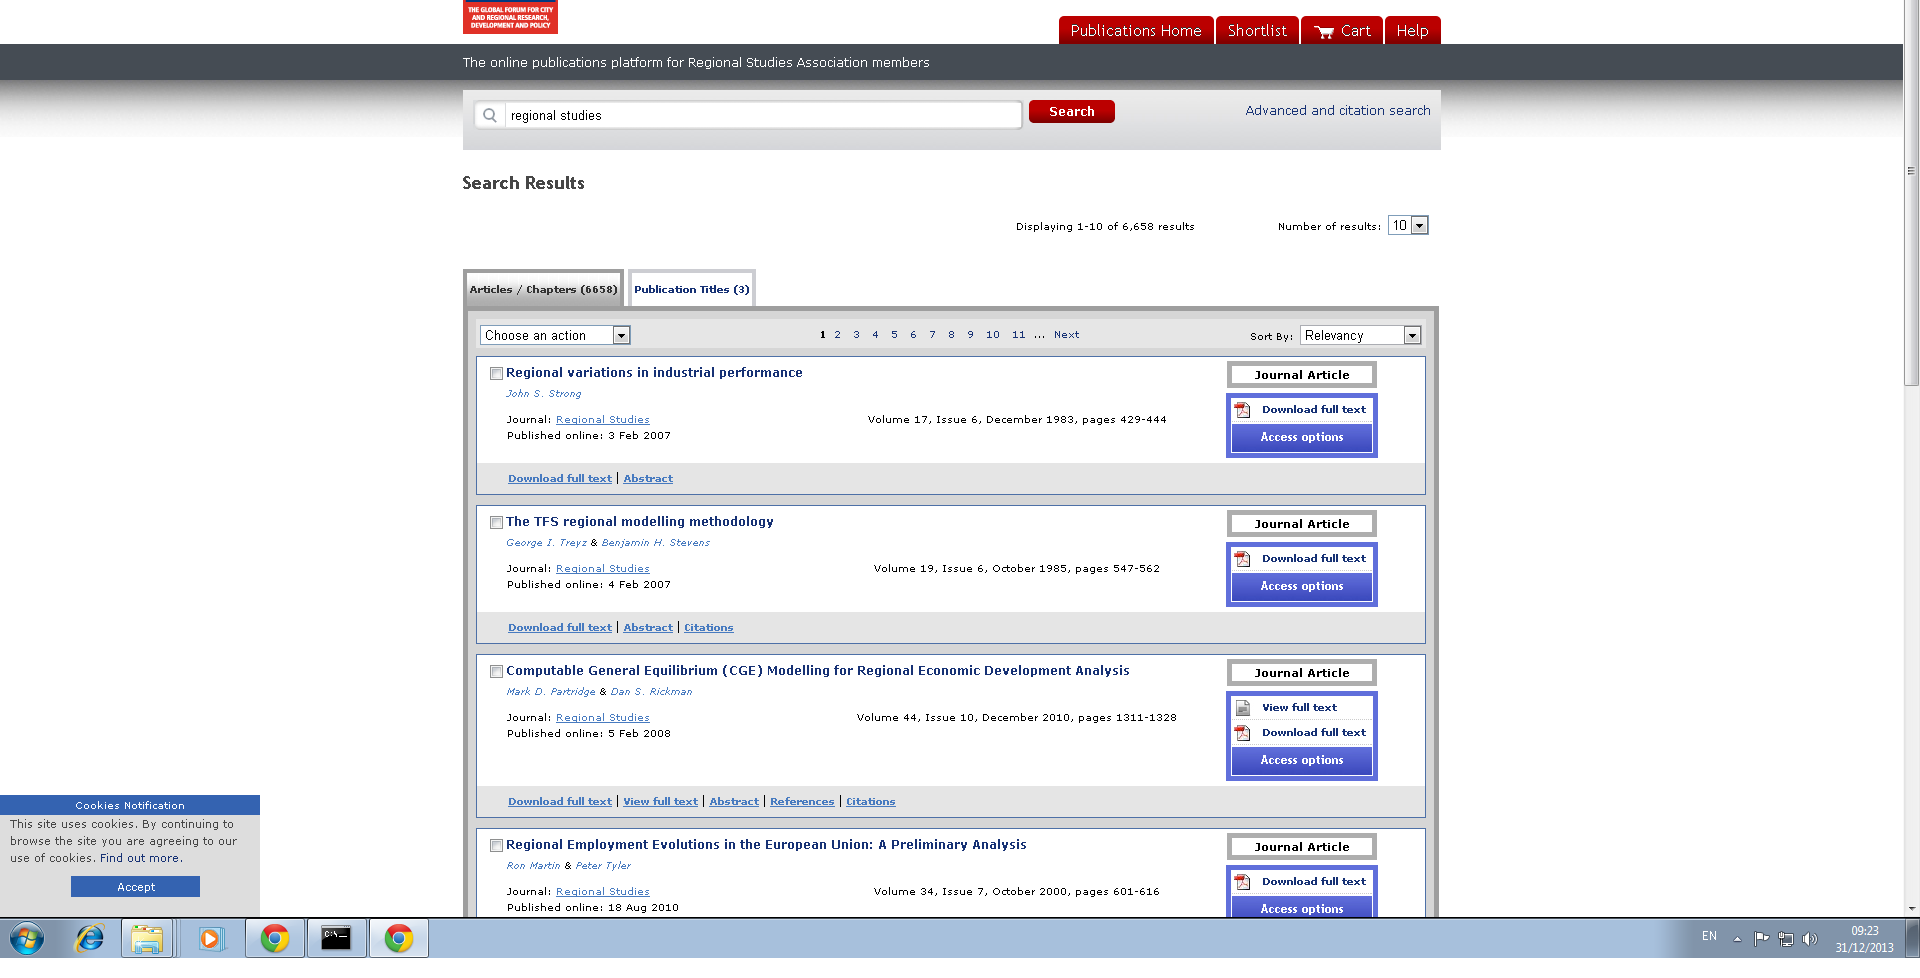 THE GLOBAL FORUM FOR CITY
AND REGIONAL RESEARCH,
DEVELOPMENT AND POLICY
Publications Home
Shortlist
Cart
Help
The online publications platform for Regional Studies Association members
regional studies
Search
Advanced and citation search
Search Results
Displaying 1-10 of 6,658 results
Number of results: 10
Articles / Chapters (6658)
Publication Titles (3)
Choose an action
1 2 3 4 5 6 7 8 9 10 11 ... Next
Sort By: Relevancy
Regional variations in industrial performance
Journal Article
John S. Strong
Download full text
Journal: Regional Studies
Volume 17, Issue 6, December 1983, pages 429-444
Published online: 3 Feb 2007
Access options
Download full text | Abstract
The TFS regional modelling methodology
Journal Article
George I. Treyz & Benjamin H. Stevens
Download full text
Journal: Regional Studies
Volume 19, Issue 6, October 1985, pages 547-562
Published online: 4 Feb 2007
Access options
Download full text | Abstract | Citations
Computable General Equilibrium (CGE) Modelling for Regional Economic Development Analysis
Journal Article
Mark D. Partridge & Dan S. Rickman
View full text
Journal: Regional Studies
Volume 44, Issue 10, December 2010, pages 1311-1328
Published online: 5 Feb 2008
Download full text
Access options
Download full text | View full text | Abstract | References | Citations
Regional Employment Evolutions in the European Union: A Preliminary Analysis
Journal Article
Ron Martin & Peter Tyler
Download full text
Journal: Regional Studies
Volume 34, Issue 7, October 2000, pages 601-616
Published online: 18 Aug 2010
Access options
Cookies Notification
This site uses cookies. By continuing to
browse the site you are agreeing to our
use of cookies. Find out more.
Accept
C:\_
EN
09:23
31/12/2013